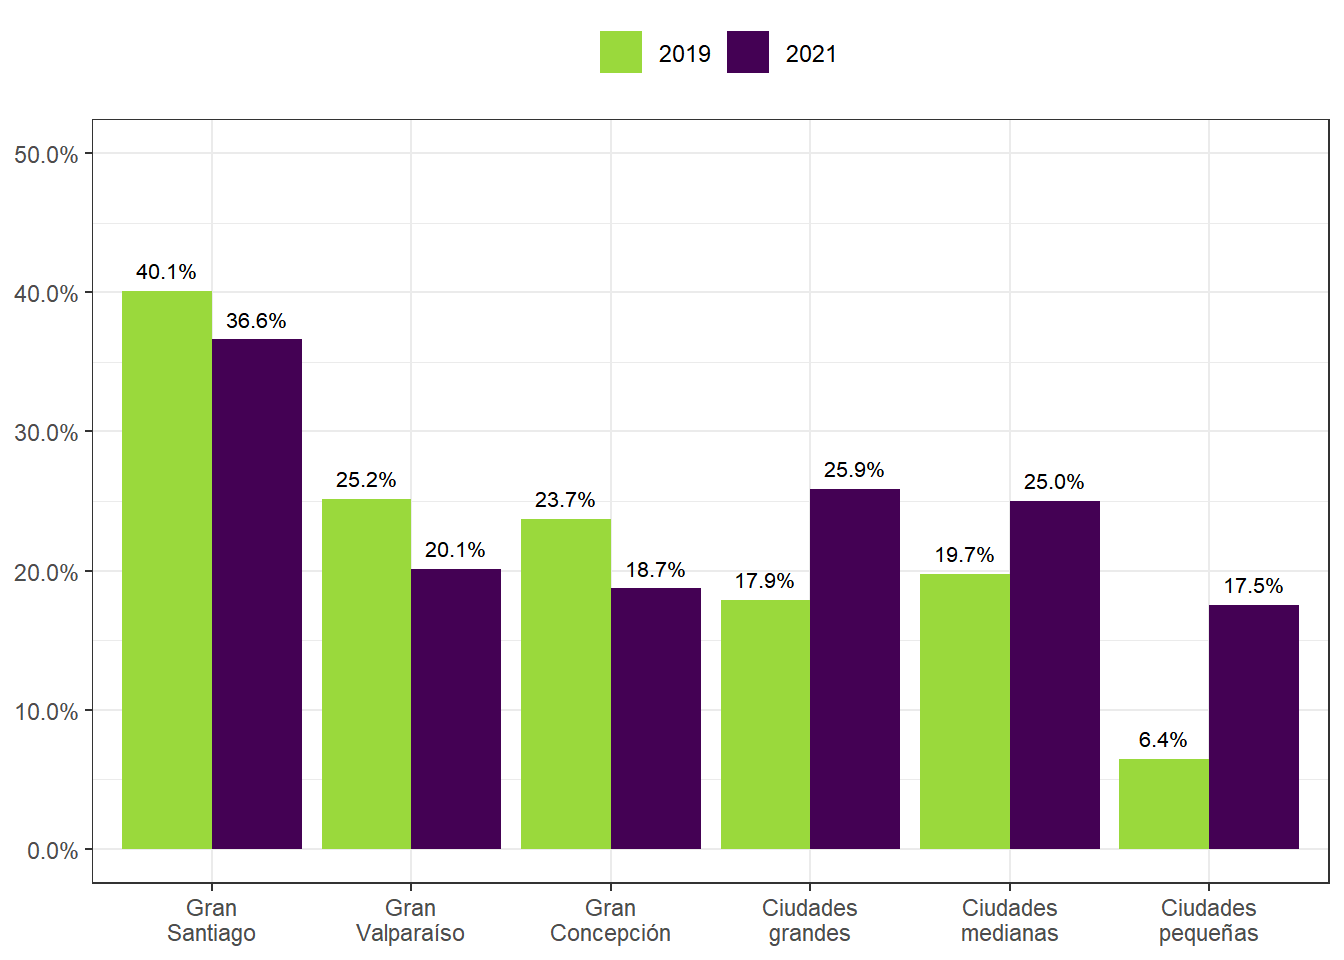 2019 2021
50.0%
40.0%
30.0%
20.0%
10.0%
0.0%
40.1%
36.6%
25.2%
20.1%
23.7%
18.7%
17.9%
25.9%
19.7%
25.0%
6.4%
17.5%
Gran
Santiago
Gran
Valparaíso
Gran
Concepción
Ciudades
grandes
Ciudades
medianas
Ciudades
pequeñas